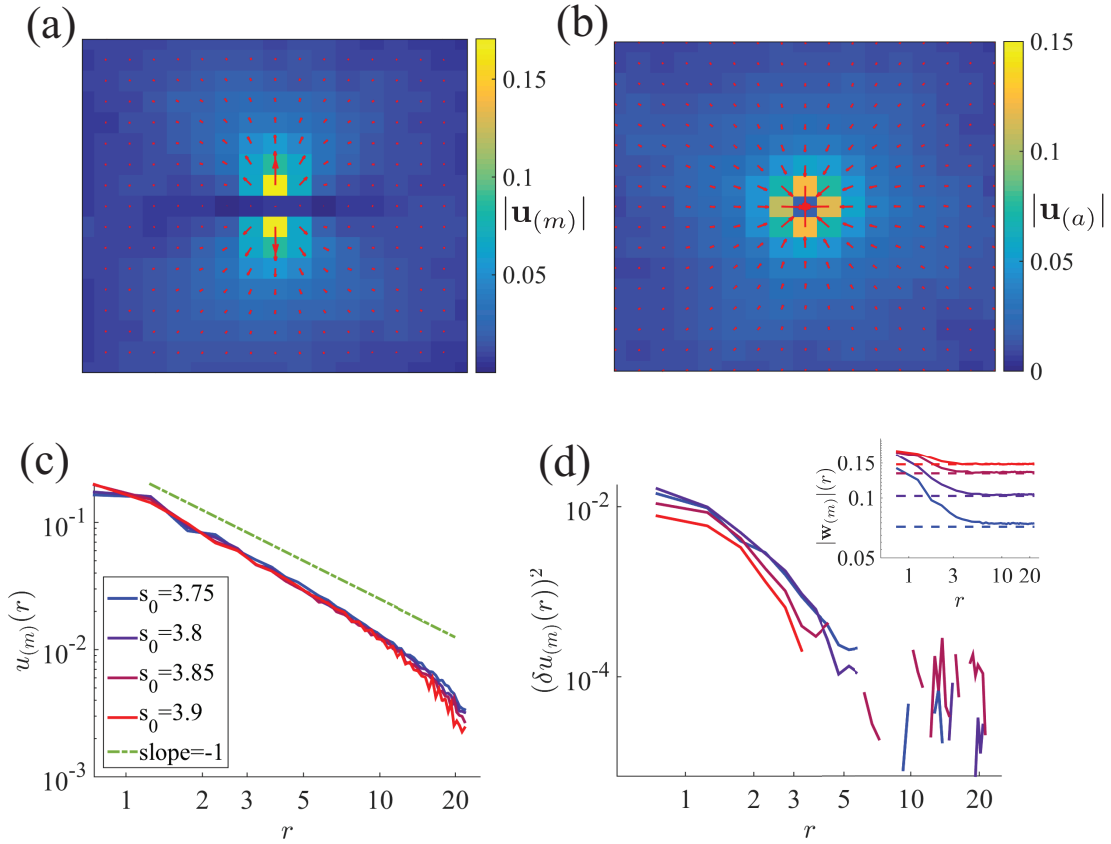 (a)
0.15
0.1
0.05
|u(m)|
(b)
0.15
0.1
0.05
0
|u(a)|
(c)
10^-1
10^-2
10^-3
u(m)(r)
s0=3.75
s0=3.8
s0=3.85
s0=3.9
slope=-1
1 2 3 5 10 20
r
(d)
10^-2
10^-4
(δu(m)(r))^2
1 2 3 5 10 20
r
0.15
0.1
0.05
|w(m)|(r)
1 3 10 20
r